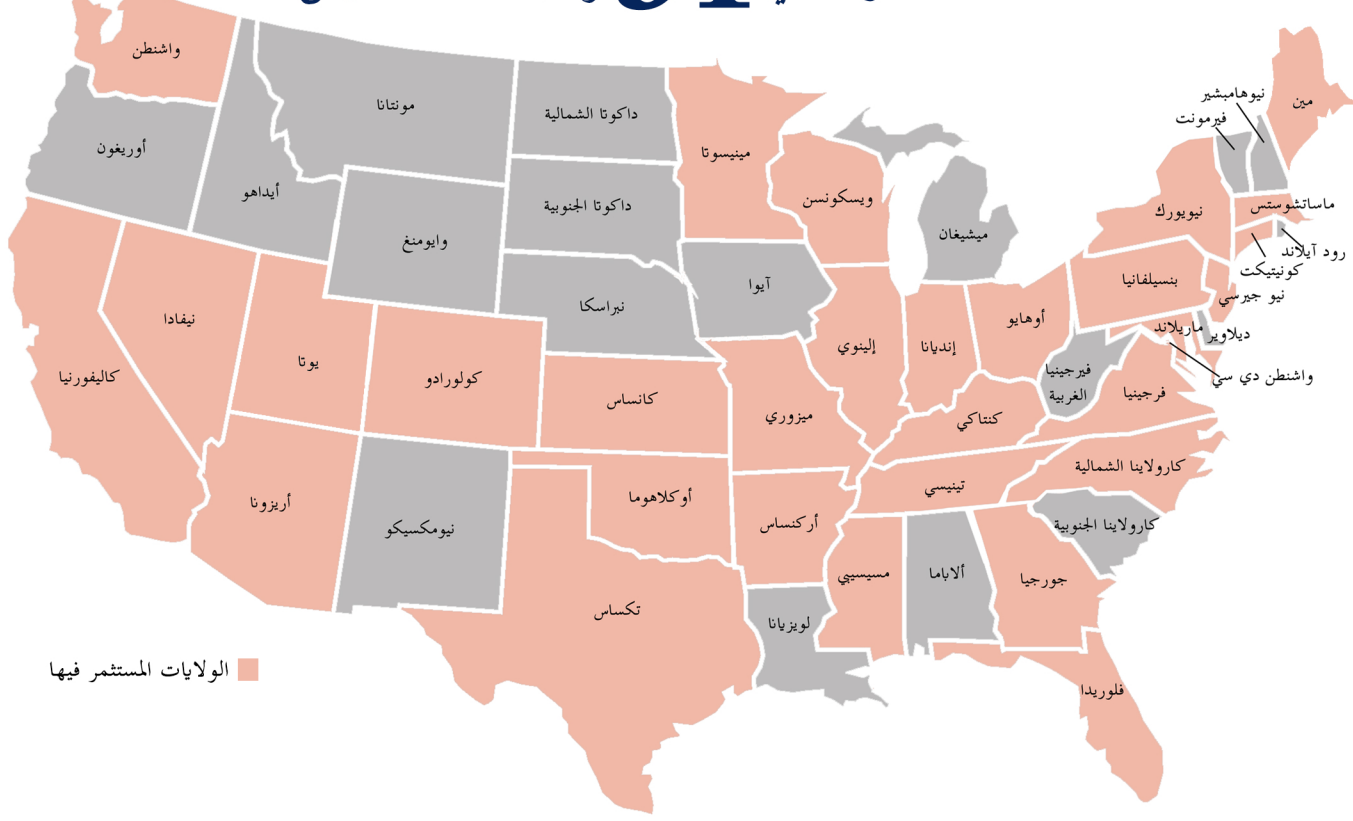 واشنطن
مونتانا
داكوتا الشمالية
مينيسوتا
نيوهامبشير
فيرمونت
مين
أوريغون
أيداهو
وايومنغ
داكوتا الجنوبية
ويسكونسن
ميشيغان
نيويورك
ماساتشوستس
رود آيلاند
كونيتيكت
نيو جيرسي
بنسيلفانيا
نيفادا
يوتا
كولورادو
نبراسكا
آيوا
إلينوي
إنديانا
أوهايو
ماريلاند
ديلاوير
واشنطن دي سي
فيرجينيا
الغربية
فرجينيا
كاليفورنيا
كانساس
ميزوري
كنتاكي
كارولاينا الشمالية
تينيسي
أريزونا
نيومكسيكو
أوكلاهوما
أركنساس
كارولاينا الجنوبية
مسيسيبي
ألاباما
جورجيا
تكساس
لويزيانا
فلوريدا
الولايات المستثمر فيها